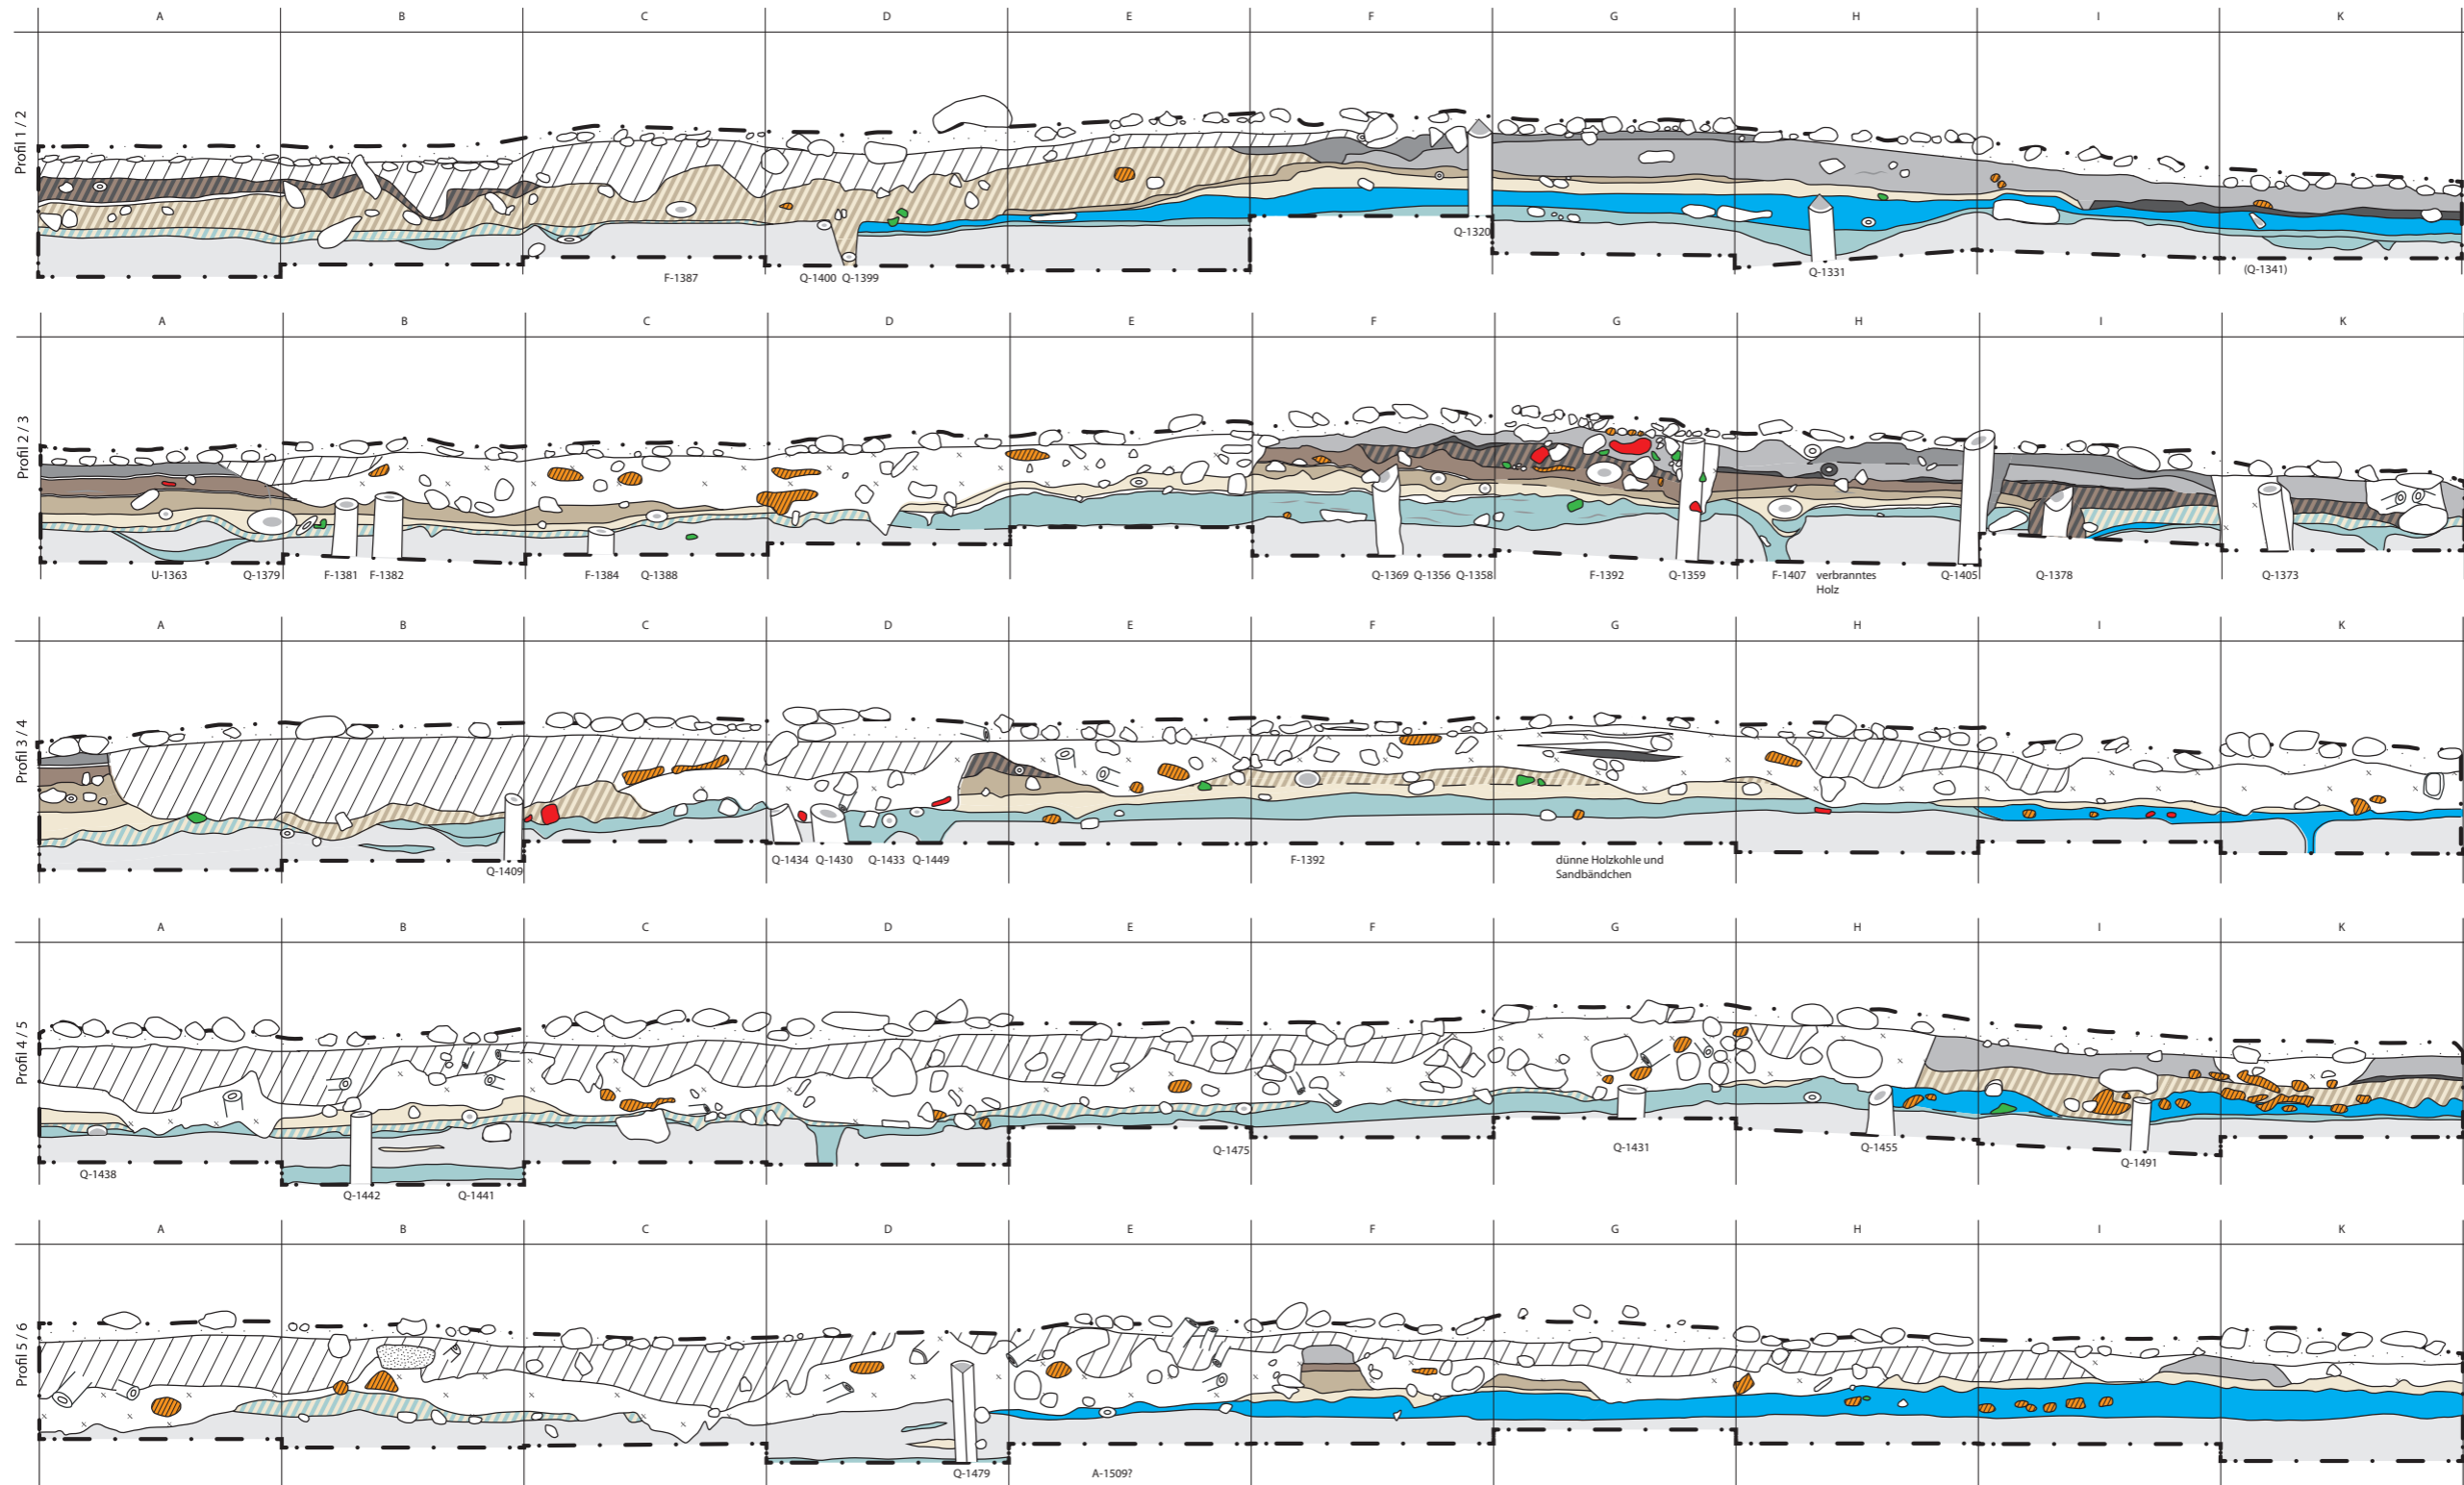 A B C D E F G H I K
Profil 1 / 2
F-1387 Q-1400 Q-1399 Q-1320 Q-1331 (Q-1341)
A B C D E F G H I K
Profil 2 / 3
U-1363 Q-1379 F-1381 F-1382 F-1384 Q-1388 Q-1369 Q-1356 Q-1358 F-1392 Q-1359 F-1407 verbranntes Q-1405 Q-1378 Q-1373
Holz
A B C D E F G H I K
Profil 3 / 4
Q-1409 Q-1434 Q-1430 Q-1433 Q-1449 F-1392 dünne Holzkohle und
Sandbändchen
A B C D E F G H I K
Profil 4 / 5
Q-1438 Q-1442 Q-1441 Q-1475 Q-1431 Q-1455 Q-1491
A B C D E F G H I K
Profil 5 / 6
Q-1479 A-1509?